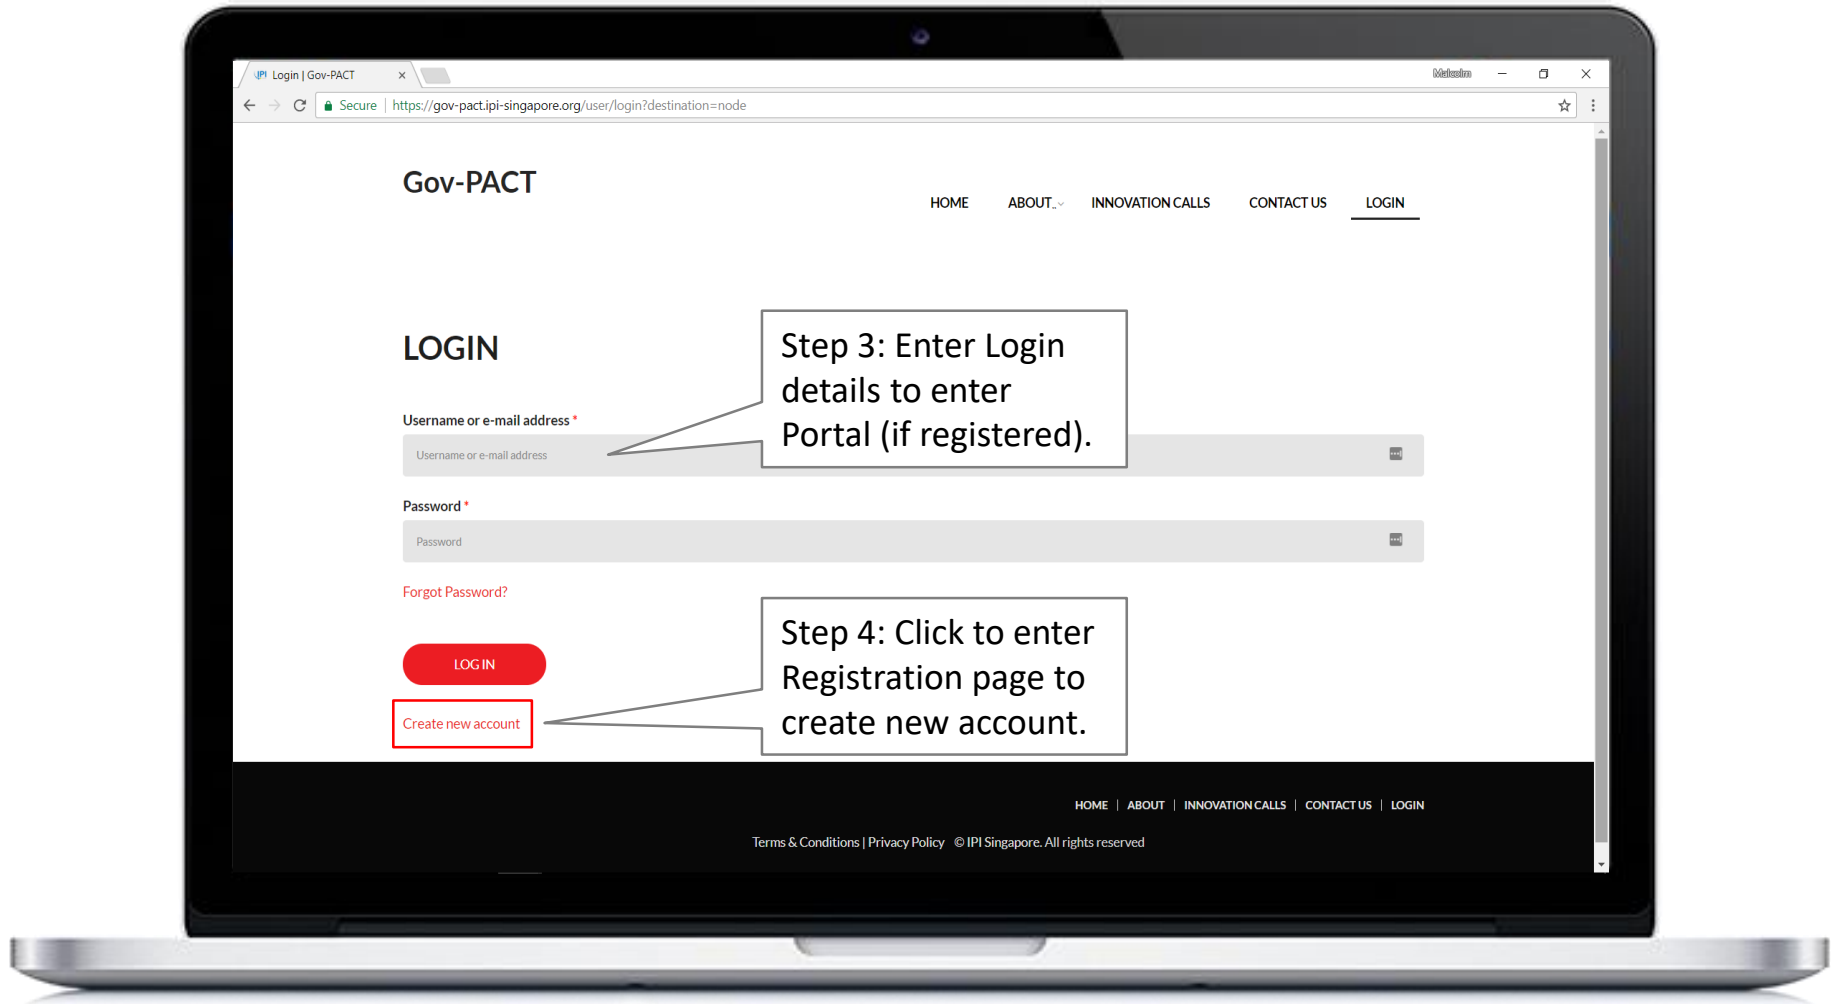 IPI Login | Gov-PACT
Malcolm
Secure | https://gov-pact.ipi-singapore.org/user/login?destination=node
Gov-PACT
HOME ABOUT INNOVATION CALLS CONTACT US LOGIN
LOGIN
Step 3: Enter Login
details to enter
Portal (if registered).
Username or e-mail address *
Username or e-mail address
Password *
Password
Forgot Password?
LOG IN
Create new account
Step 4: Click to enter
Registration page to
create new account.
HOME | ABOUT | INNOVATION CALLS | CONTACT US | LOGIN
Terms & Conditions | Privacy Policy © IPI Singapore. All rights reserved